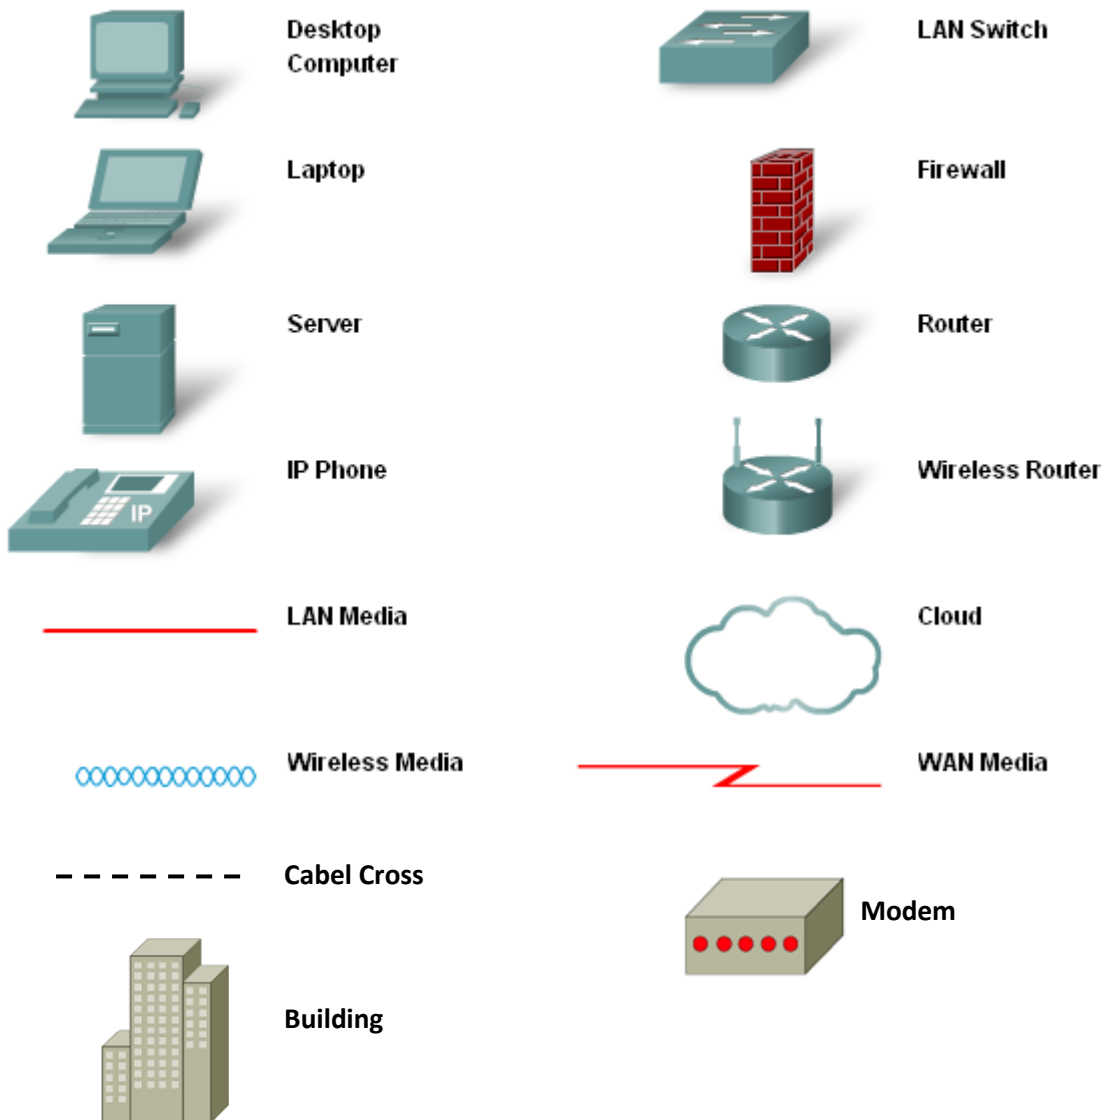 Desktop
Computer
LAN Switch
Laptop
Firewall
Server
Router
IP Phone
IP
Wireless Router
LAN Media
Cloud
Wireless Media
WAN Media
Cabel Cross
Modem
Building